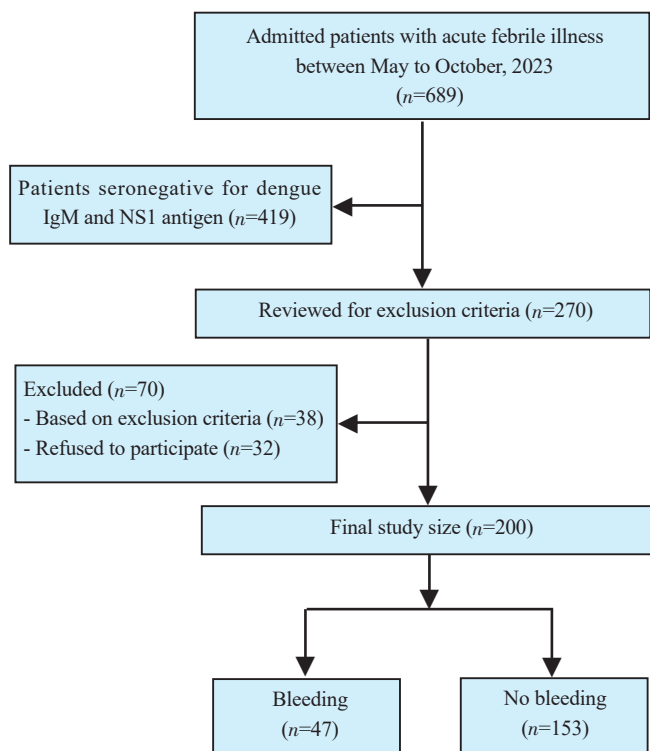 Admitted patients with acute febrile illness
between May to October, 2023
(n=689)
Patients seronegative for dengue
IgM and NS1 antigen (n=419)
Reviewed for exclusion criteria (n=270)
Excluded (n=70)
- Based on exclusion criteria (n=38)
- Refused to participate (n=32)
Final study size (n=200)
Bleeding
(n=47)
No bleeding
(n=153)